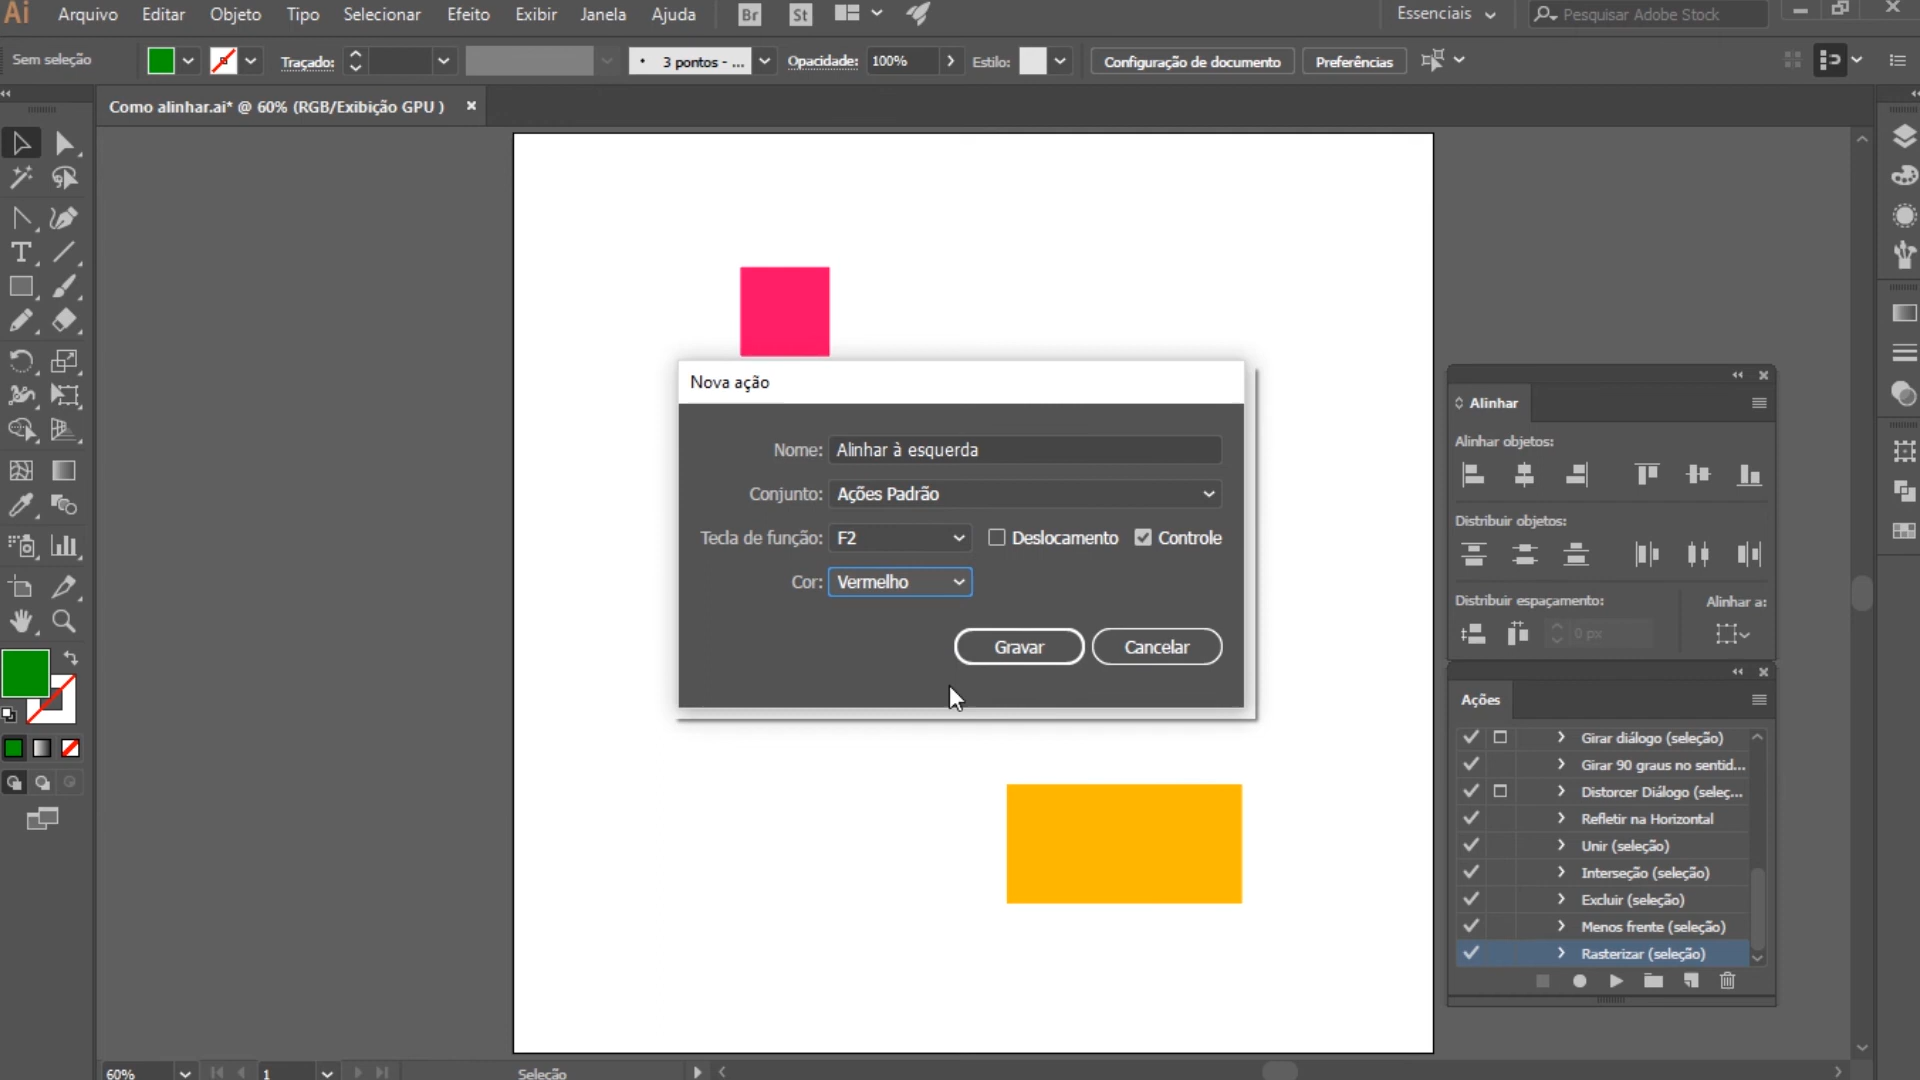 Ai Arquivo Editar Objeto Tipo Selecionar Efeito Exibir Janela Ajuda Br St Essenciais Pesquisar Adobe Stock
Sem seleção Traçado: 3 pontos - ... Opacidade: 100% Estilo: Configuração de documento Preferências
Como alinhar.ai* @ 60% (RGB/Exibição GPU )
Nova ação
Nome: Alinhar à esquerda
Conjunto: Ações Padrão
Tecla de função: F2 Deslocamento Controle
Cor: Vermelho
Gravar Cancelar
Alinhar
Alinhar objetos:
Distribuir objetos:
Distribuir espaçamento: Alinhar a:
0 px
Ações
Girar diálogo (seleção)
Girar 90 graus no sentid...
Distorcer Diálogo (seleç...
Refletir na Horizontal
Unir (seleção)
Interseção (seleção)
Excluir (seleção)
Menos frente (seleção)
Rasterizar (seleção)
60% 1 Seleção